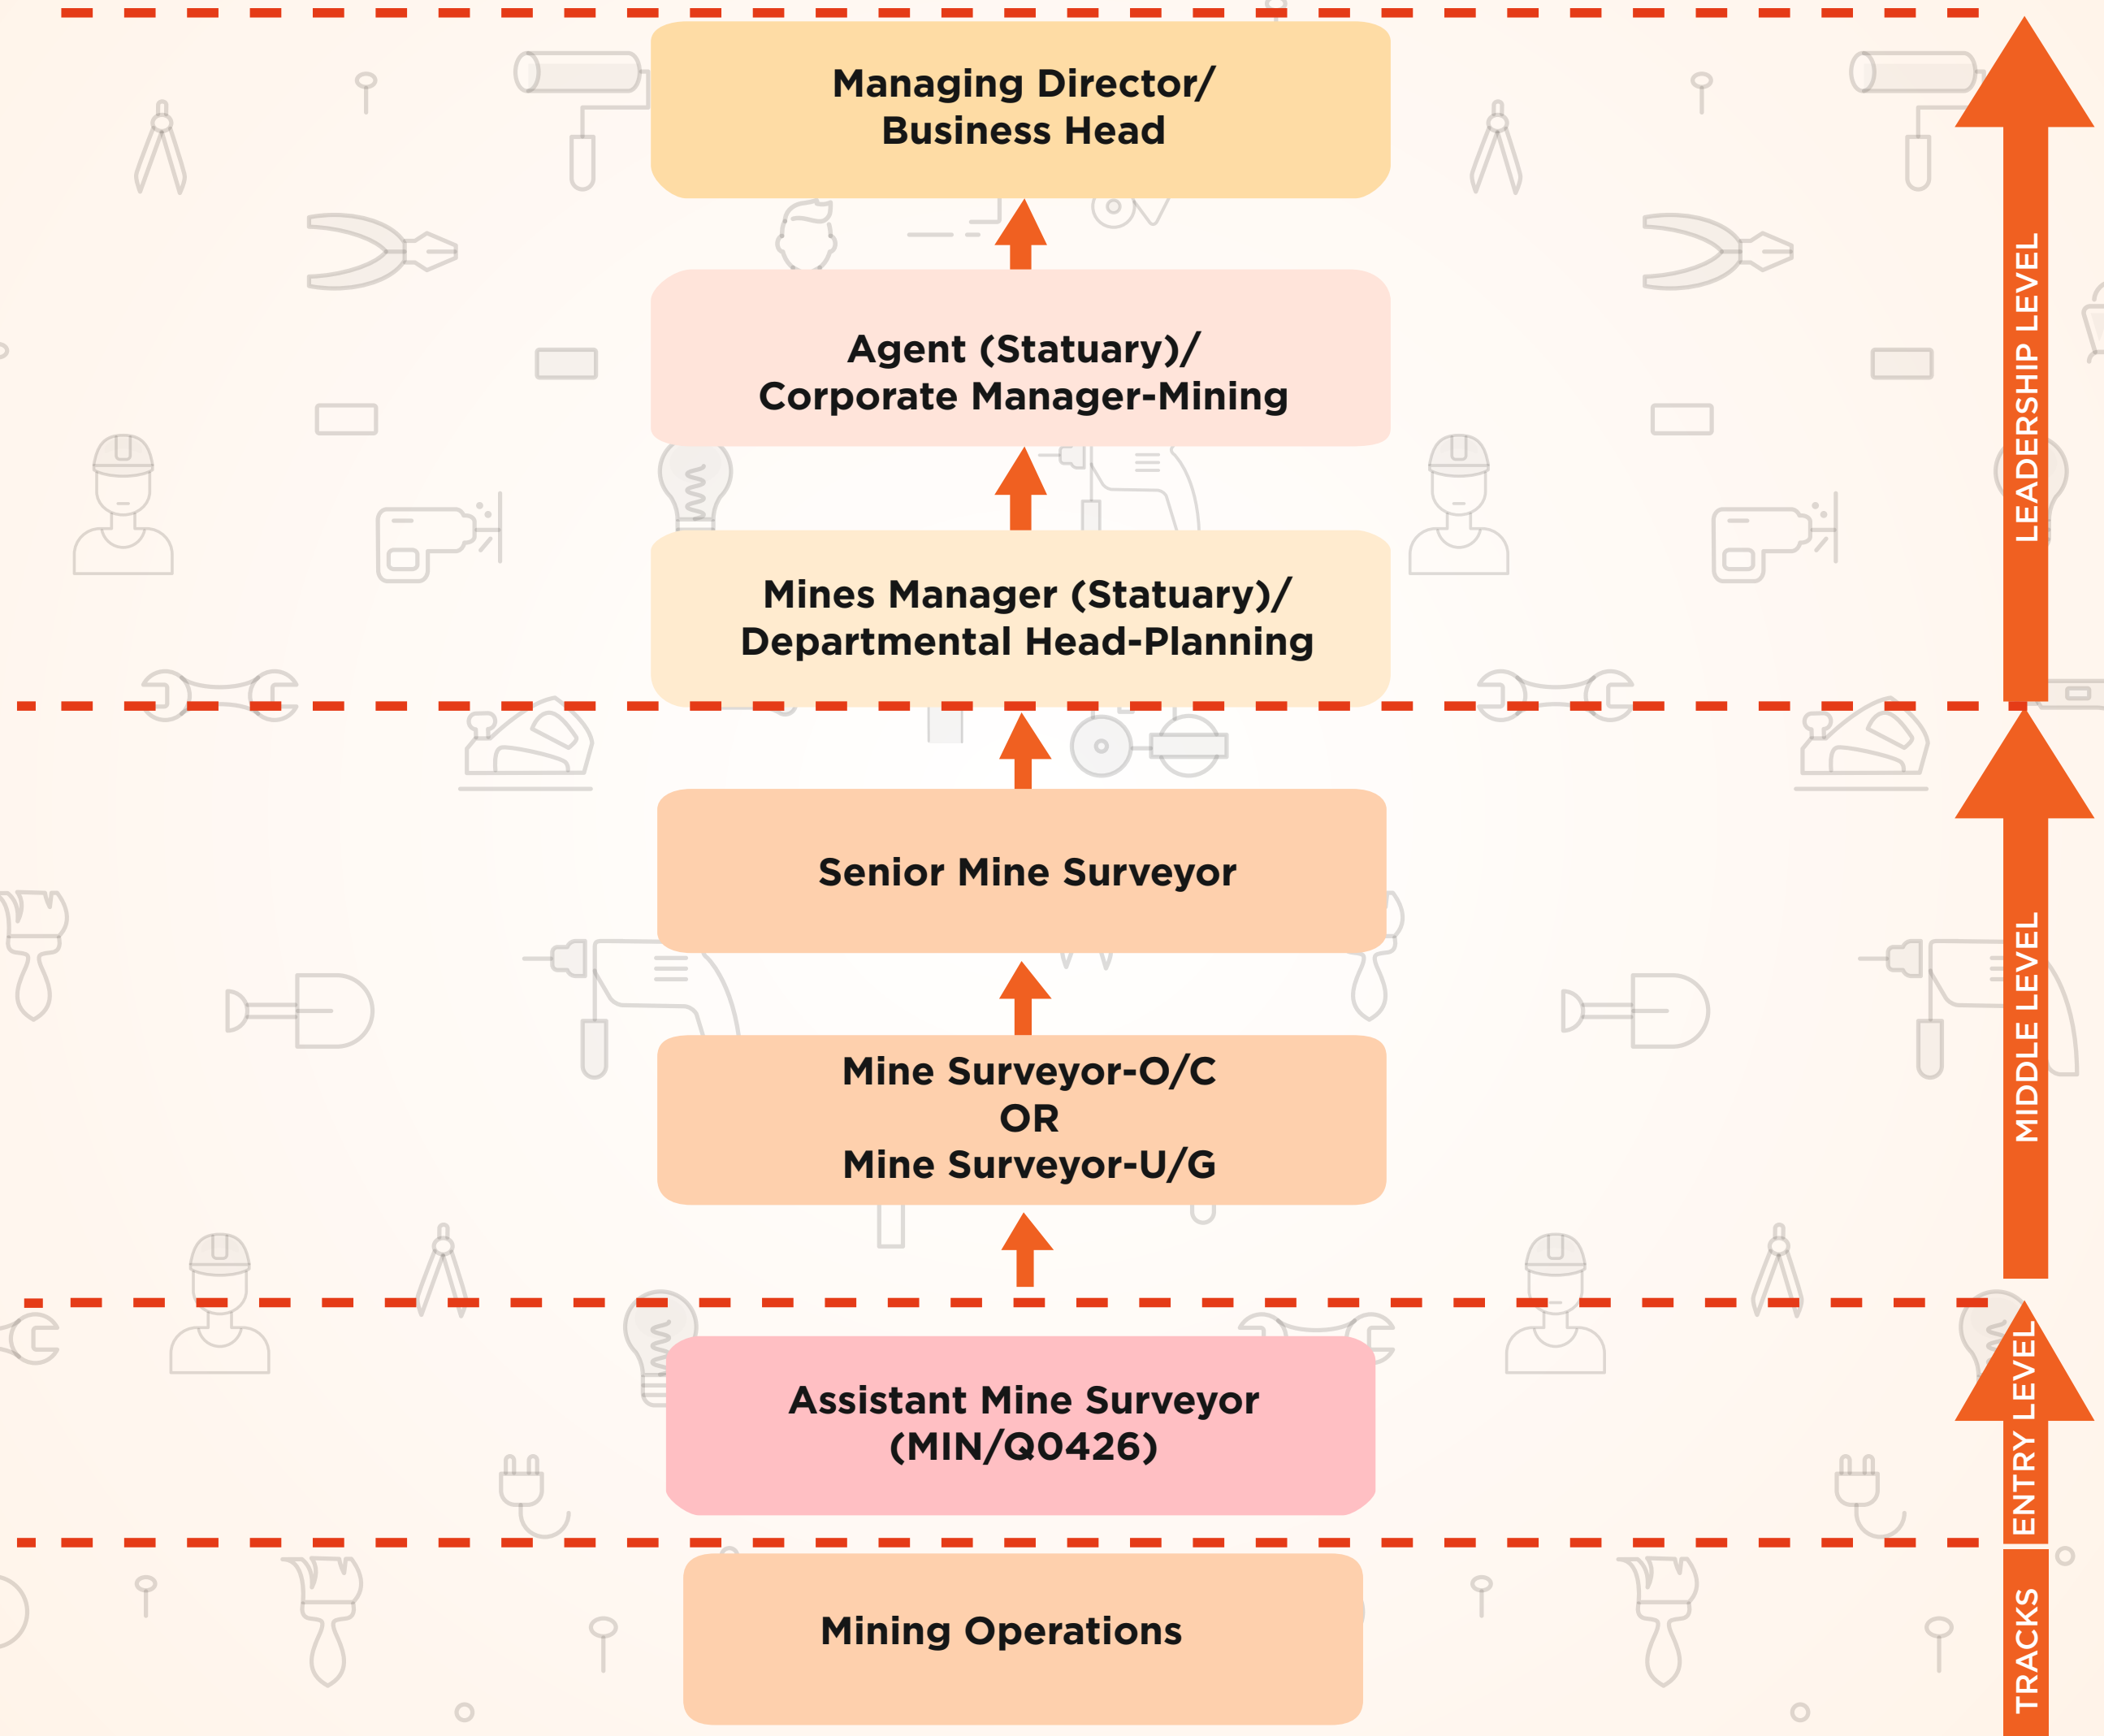 Managing Director/
Business Head
Agent (Statuary)/
Corporate Manager-Mining
Mines Manager (Statuary)/
Departmental Head-Planning
LEADERSHIP LEVEL
Senior Mine Surveyor
Mine Surveyor-O/C
OR
Mine Surveyor-U/G
MIDDLE LEVEL
Assistant Mine Surveyor
(MIN/Q0426)
ENTRY LEVEL
Mining Operations
TRACKS